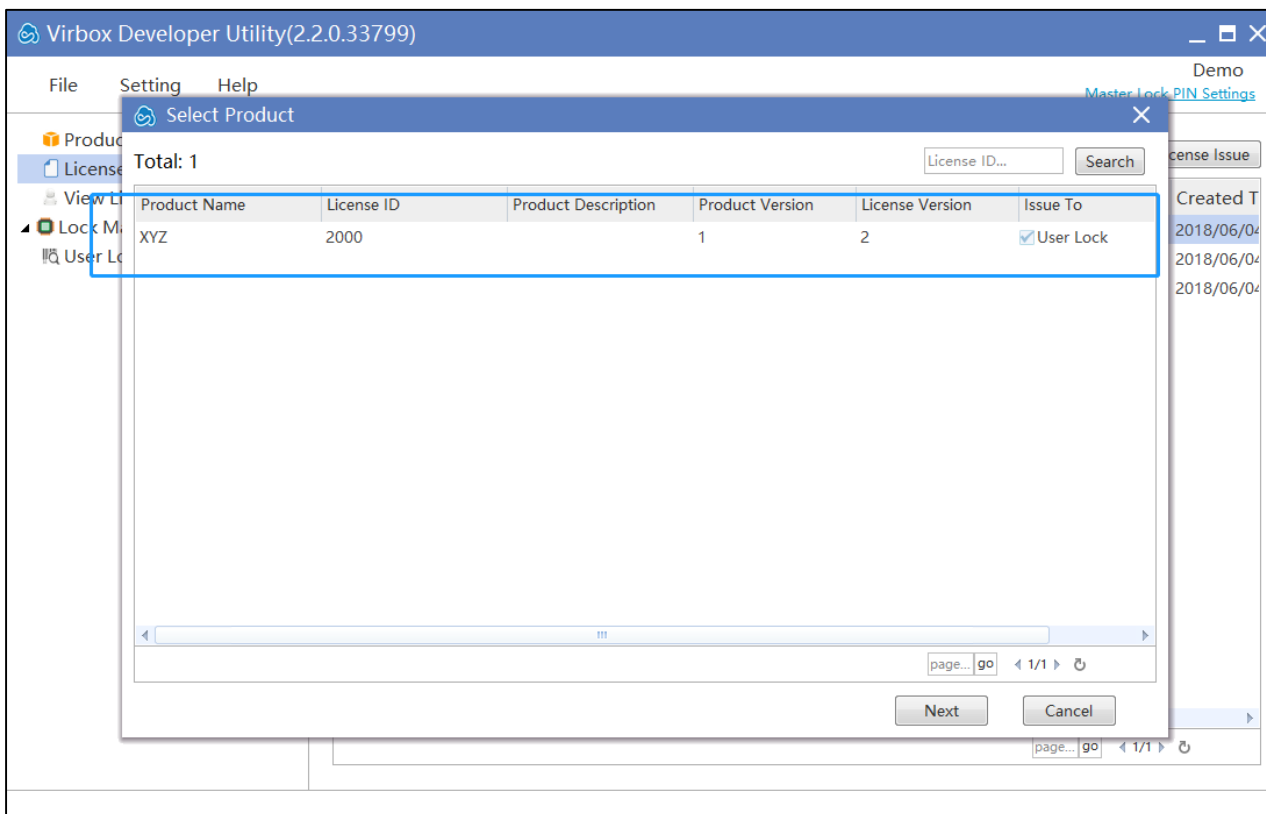 Virbox Developer Utility(2.2.0.33799)
File Setting Help
Demo
Master Lock PIN Settings
Select Product
Produc
License
View Li
Lock Ma
User Lo
Total: 1
License ID...
Search
cense Issue
Product Name License ID Product Description Product Version License Version Issue To
XYZ 2000 1 2 User Lock
Created T
2018/06/04
2018/06/04
2018/06/04
page... go 1/1
Next Cancel
page... go 1/1